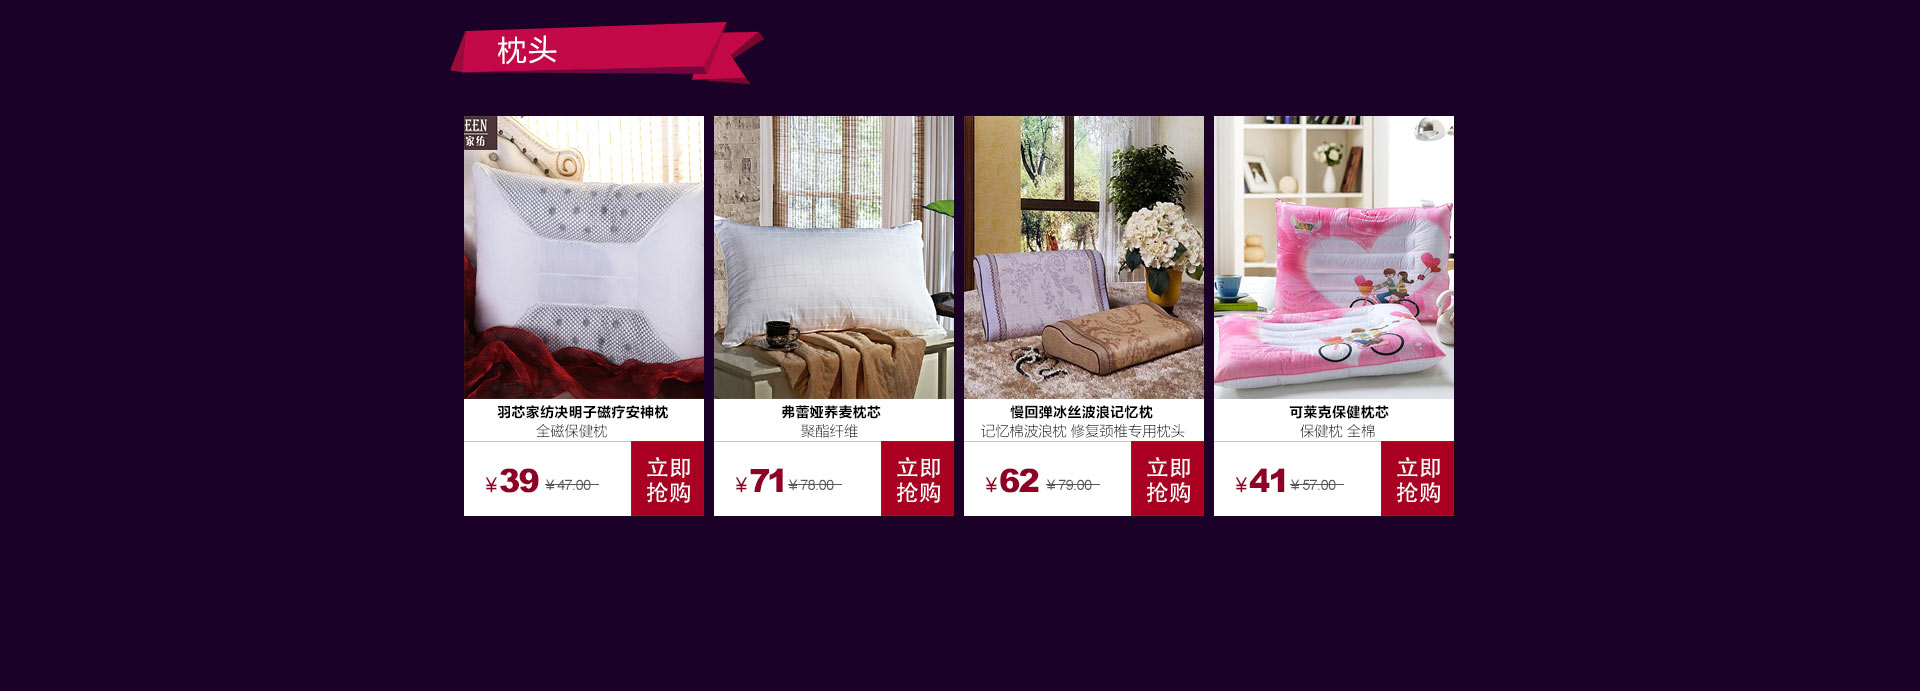 枕头
EEN
家纺
羽芯家纺决明子磁疗安神枕
全磁保健枕
¥39 ¥47.00
立即
抢购
弗蕾娅荞麦枕芯
聚酯纤维
¥71 ¥78.00
立即
抢购
慢回弹冰丝波浪记忆枕
记忆棉波浪枕 修复颈椎专用枕头
¥62 ¥79.00
立即
抢购
可莱克保健枕芯
保健枕 全棉
¥41 ¥57.00
立即
抢购